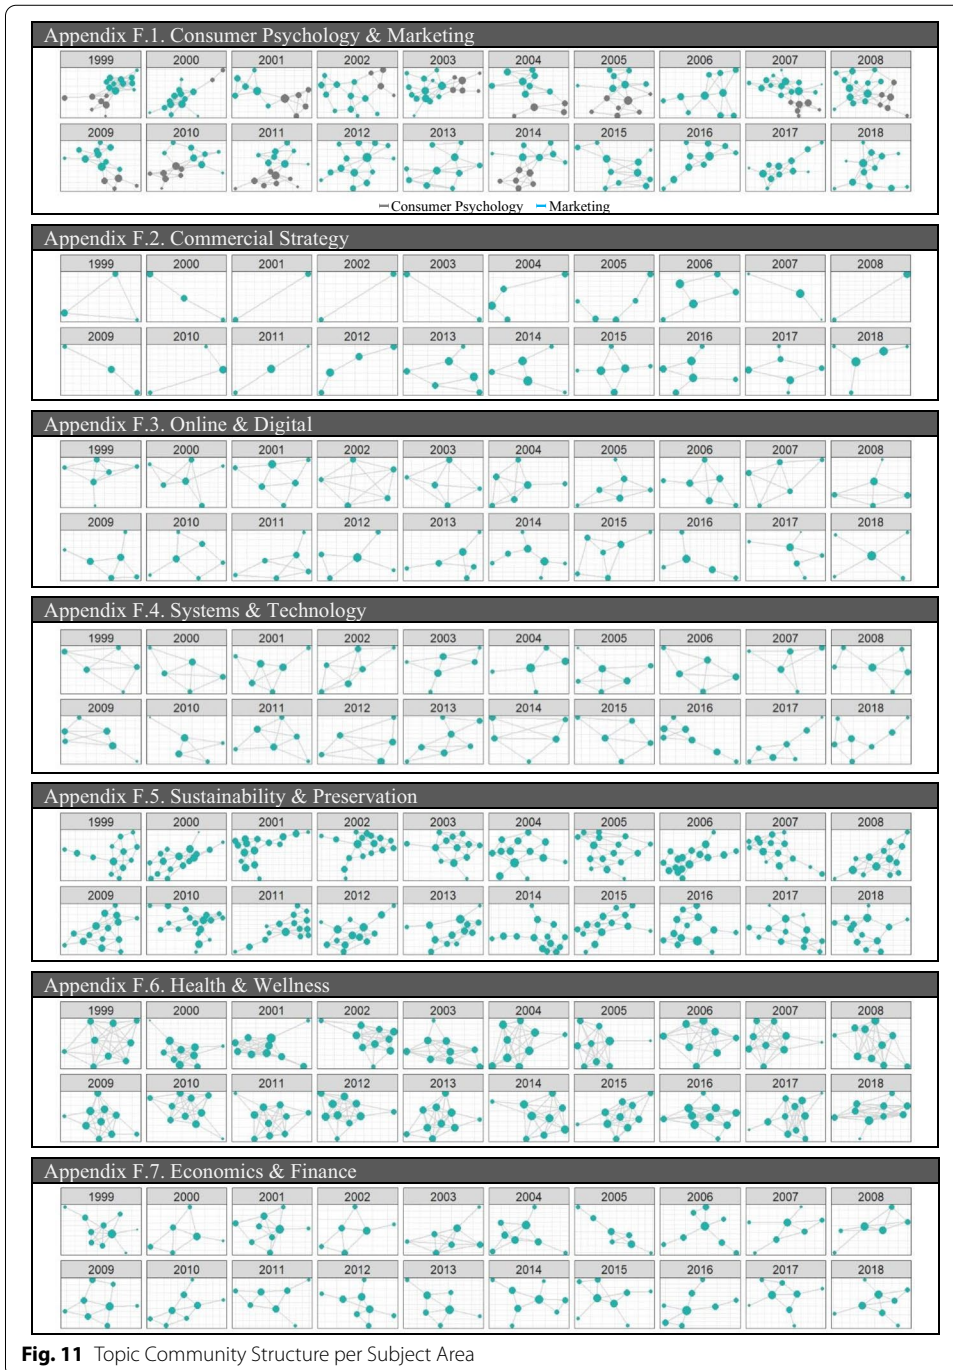 Appendix F.1. Consumer Psychology & Marketing
1999 2000 2001 2002 2003 2004 2005 2006 2007 2008
2009 2010 2011 2012 2013 2014 2015 2016 2017 2018
Consumer Psychology Marketing
Appendix F.2. Commercial Strategy
1999 2000 2001 2002 2003 2004 2005 2006 2007 2008
2009 2010 2011 2012 2013 2014 2015 2016 2017 2018
Appendix F.3. Online & Digital
1999 2000 2001 2002 2003 2004 2005 2006 2007 2008
2009 2010 2011 2012 2013 2014 2015 2016 2017 2018
Appendix F.4. Systems & Technology
1999 2000 2001 2002 2003 2004 2005 2006 2007 2008
2009 2010 2011 2012 2013 2014 2015 2016 2017 2018
Appendix F.5. Sustainability & Preservation
1999 2000 2001 2002 2003 2004 2005 2006 2007 2008
2009 2010 2011 2012 2013 2014 2015 2016 2017 2018
Appendix F.6. Health & Wellness
1999 2000 2001 2002 2003 2004 2005 2006 2007 2008
2009 2010 2011 2012 2013 2014 2015 2016 2017 2018
Appendix F.7. Economics & Finance
1999 2000 2001 2002 2003 2004 2005 2006 2007 2008
2009 2010 2011 2012 2013 2014 2015 2016 2017 2018
Fig. 11 Topic Community Structure per Subject Area